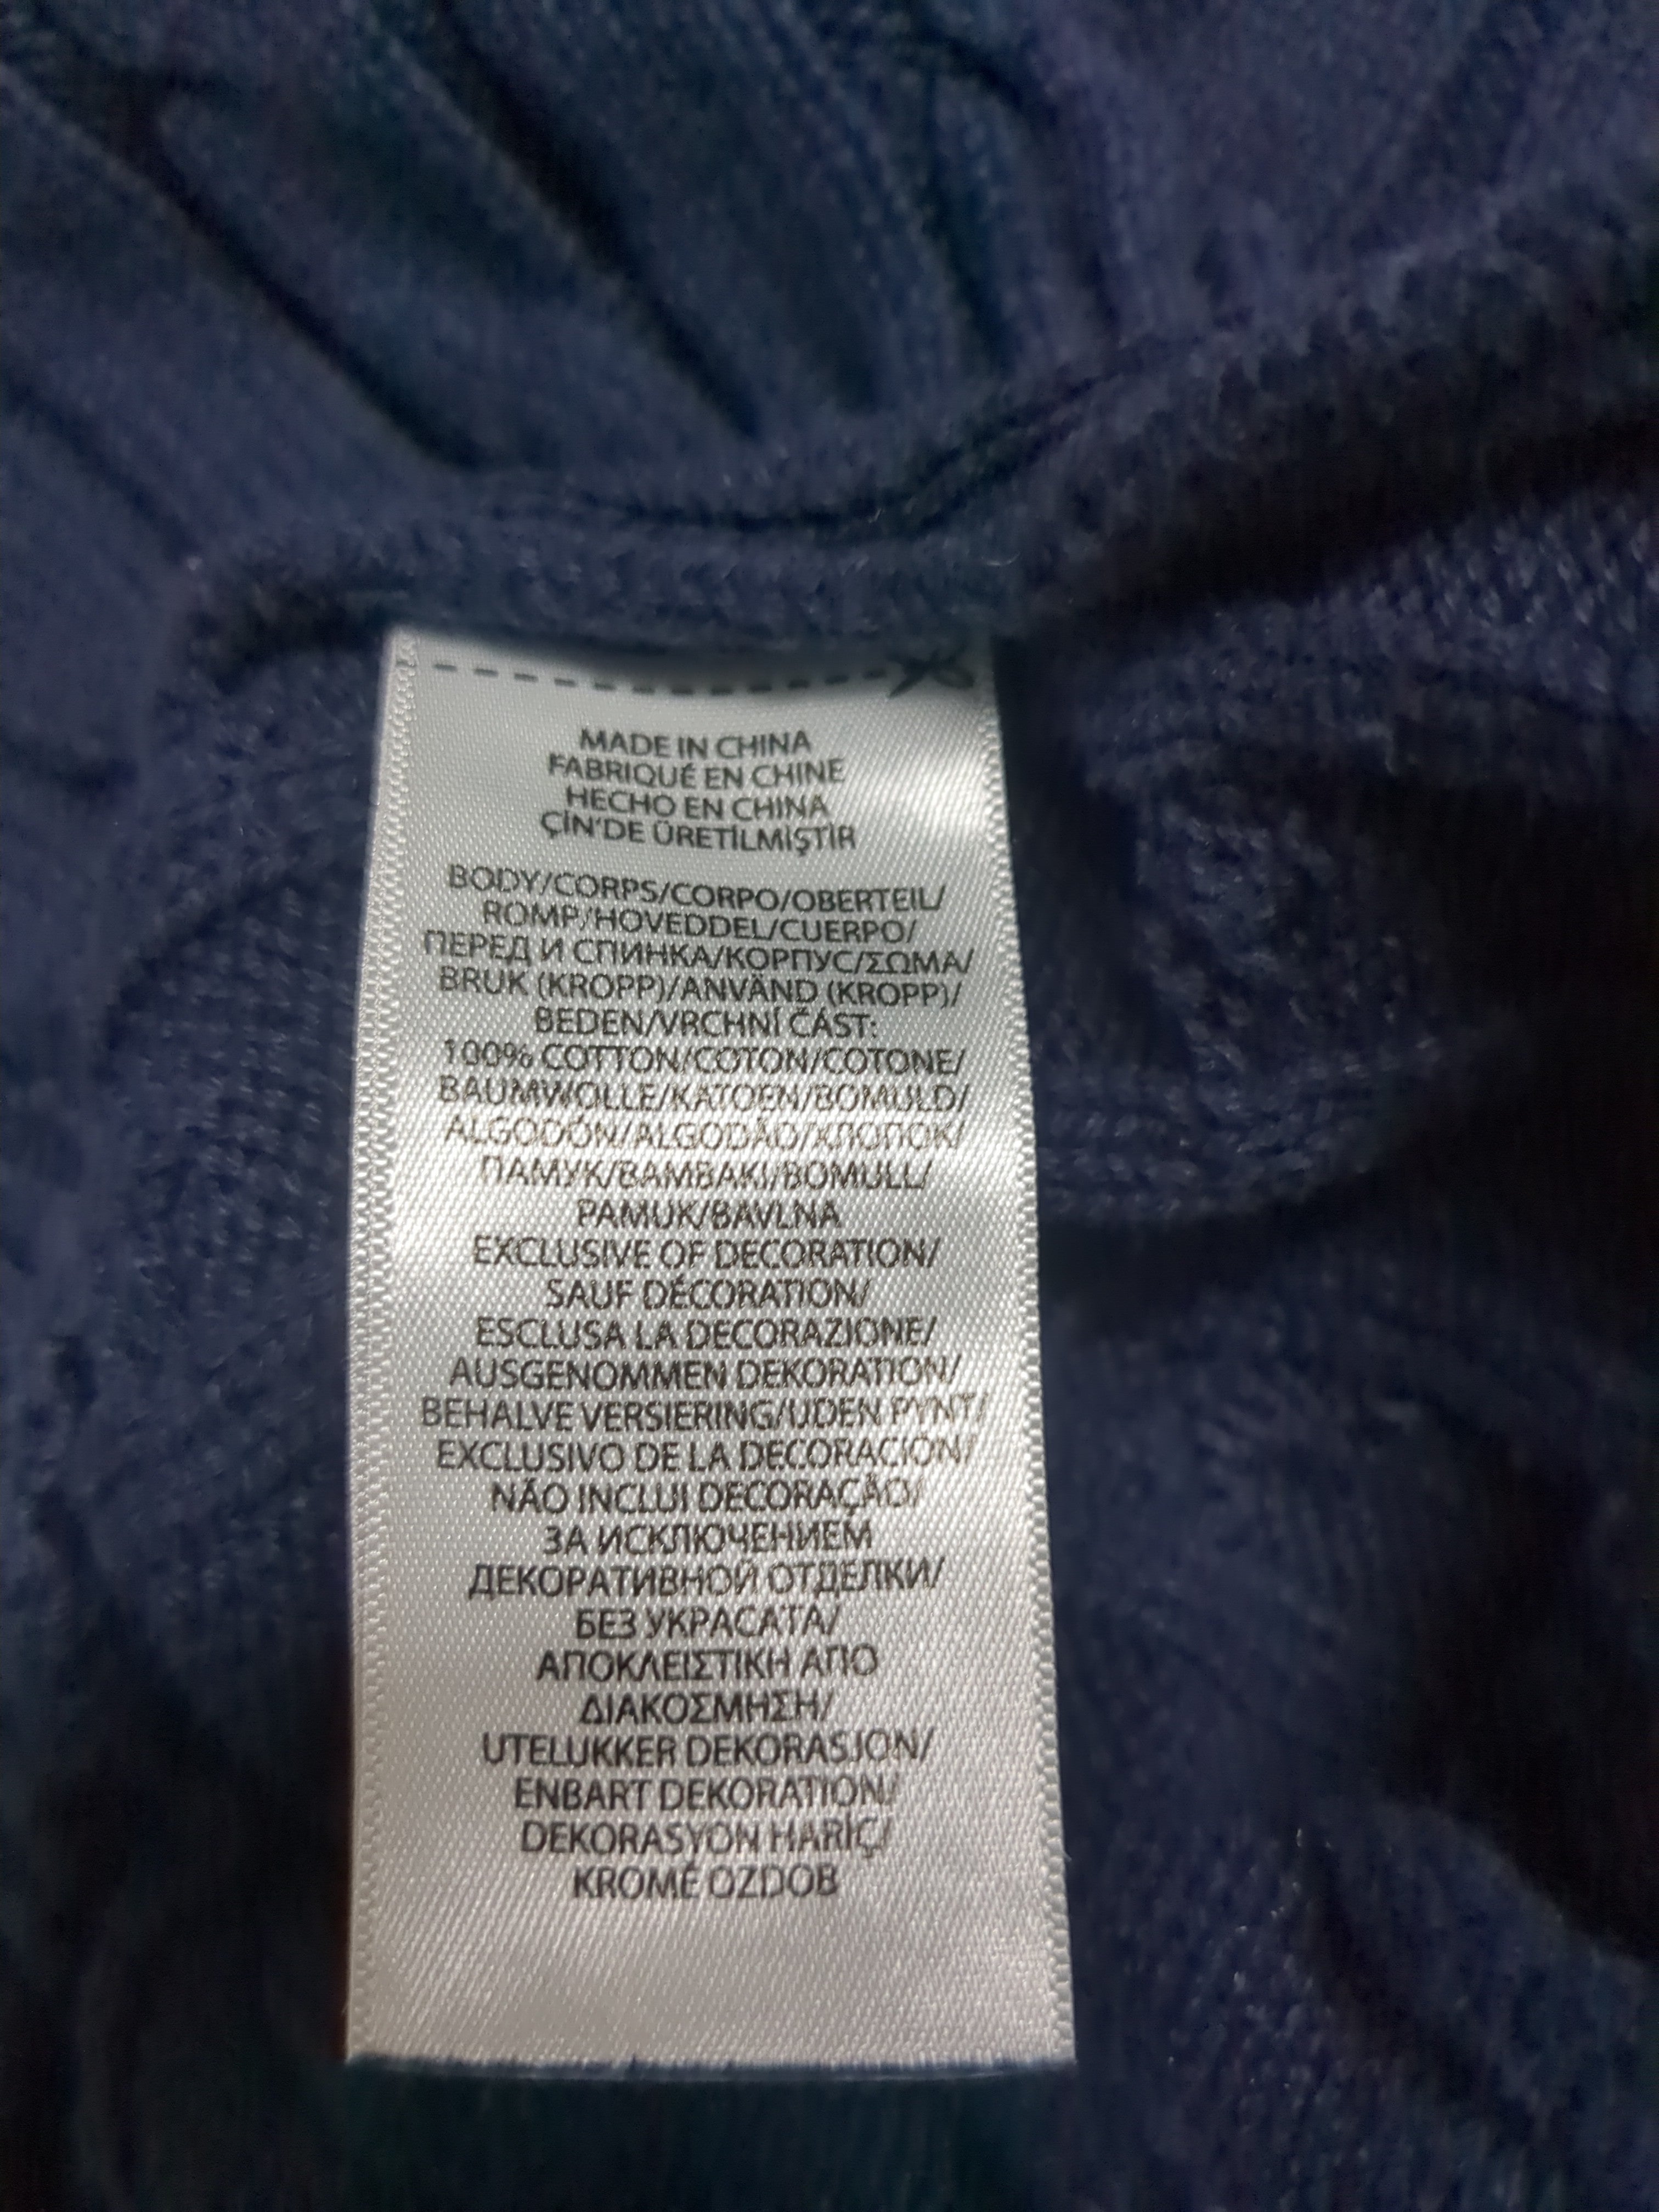 MADE IN CHINA
FABRIQUÉ EN CHINE
HECHO EN CHINA
ÇİN'DE ÜRETİLMİŞTİR
BODY/CORPS/CORPO/OBERTEIL/
ROMP/HOVEDDEL/CUERPO/
ПЕРЕД И СПИНКА/КОРПУС/ΣΩΜΑ/
BRUK (KROPP)/ANVÄND (KROPP)/
BEDEN/VRCHNÍ ČÁST:
100% COTTON/COTON/COTONE/
BAUMWOLLE/KATOEN/BOMULD/
ALGODÓN/ALGODÃO/ХЛОПОК/
ПАМУК/ΒΑΜΒΑΚΙ/BOMULL/
PAMUK/BAVLNA
EXCLUSIVE OF DECORATION/
SAUF DÉCORATION/
ESCLUSA LA DECORAZIONE/
AUSGENOMMEN DEKORATION/
BEHALVE VERSIERING/UDEN PYNT/
EXCLUSIVO DE LA DECORACIÓN/
NÃO INCLUI DECORAÇÃO/
ЗА ИСКЛЮЧЕНИЕМ
ДЕКОРАТИВНОЙ ОТДЕЛКИ/
БЕЗ УКРАСАТА/
ΑΠΟΚΛΕΙΣΤΙΚΗ ΑΠΟ
ΔΙΑΚΟΣΜΗΣΗ/
UTELUKKER DEKORASJON/
ENBART DEKORATION/
DEKORASYON HARİÇ/
KROMĚ OZDOB